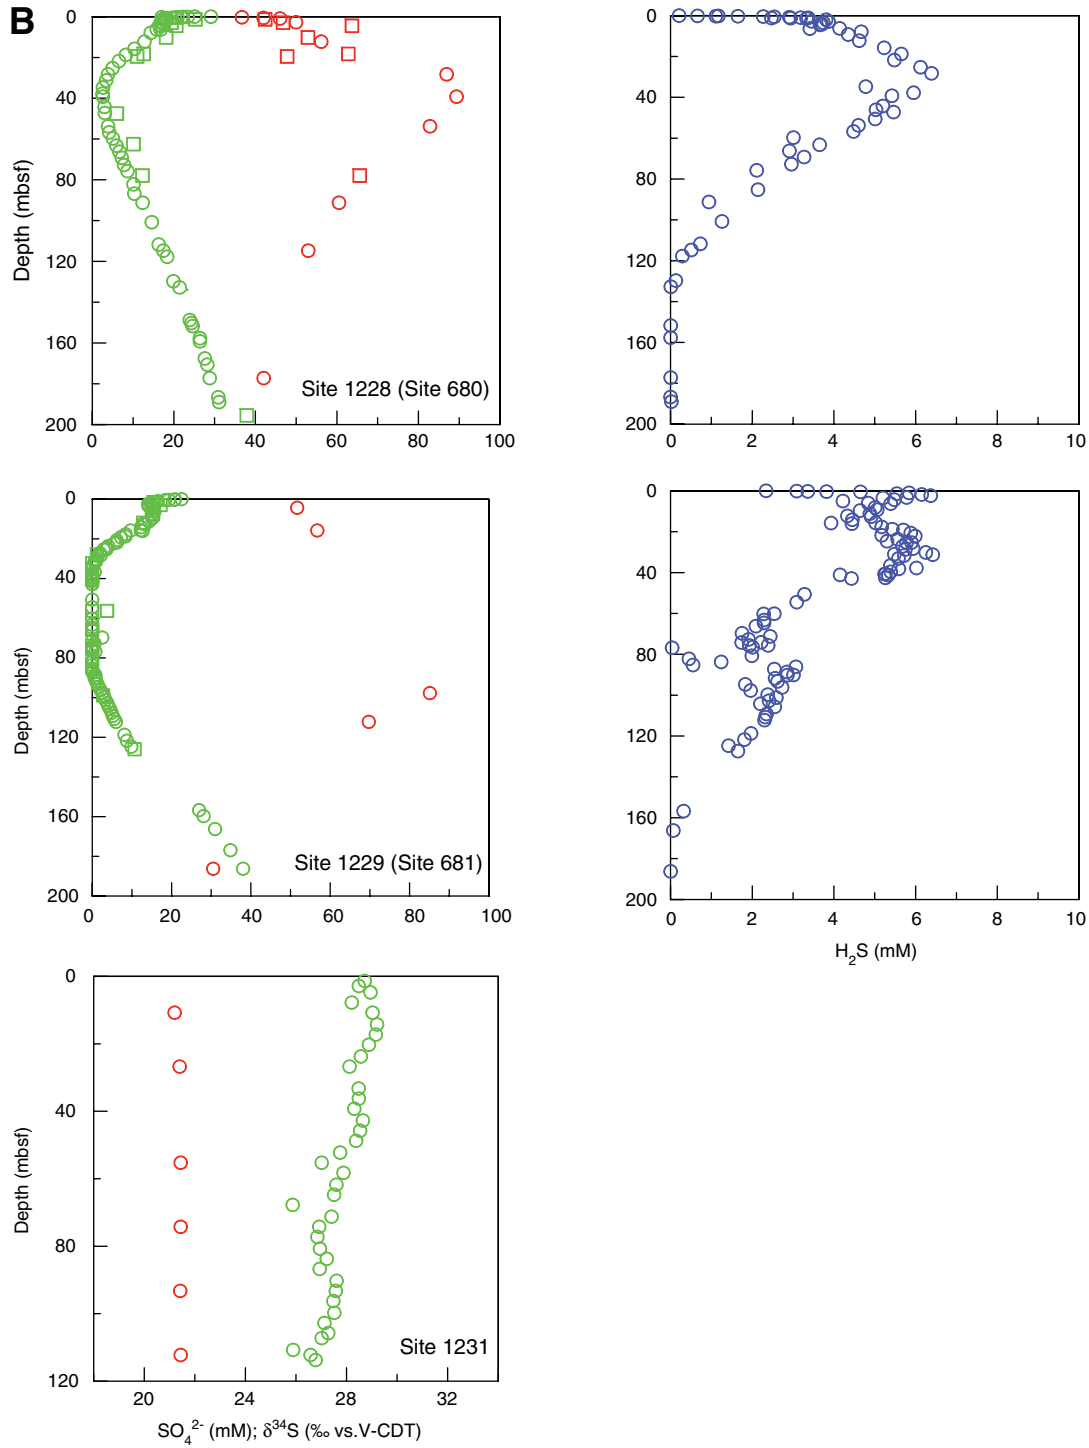 B
0
40
80
120
160
200
Depth (mbsf)
Site 1228 (Site 680)
0 20 40 60 80 100
0
40
80
120
160
200
0 2 4 6 8 10
0
40
80
120
160
200
Depth (mbsf)
Site 1229 (Site 681)
0 20 40 60 80 100
0
40
80
120
160
200
0 2 4 6 8 10
H₂S (mM)
0
40
80
120
Depth (mbsf)
Site 1231
20 24 28 32
SO₄²⁻ (mM); δ³⁴S (‰ vs.V-CDT)